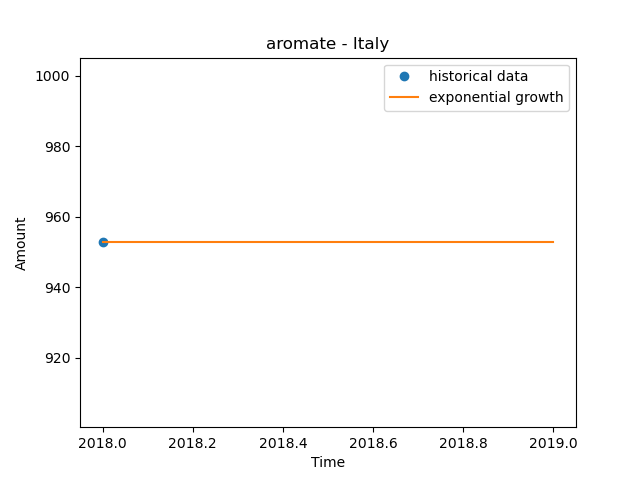 aromate - Italy
historical data
exponential growth
1000
980
960
940
920
Amount
2018.0 2018.2 2018.4 2018.6 2018.8 2019.0
Time